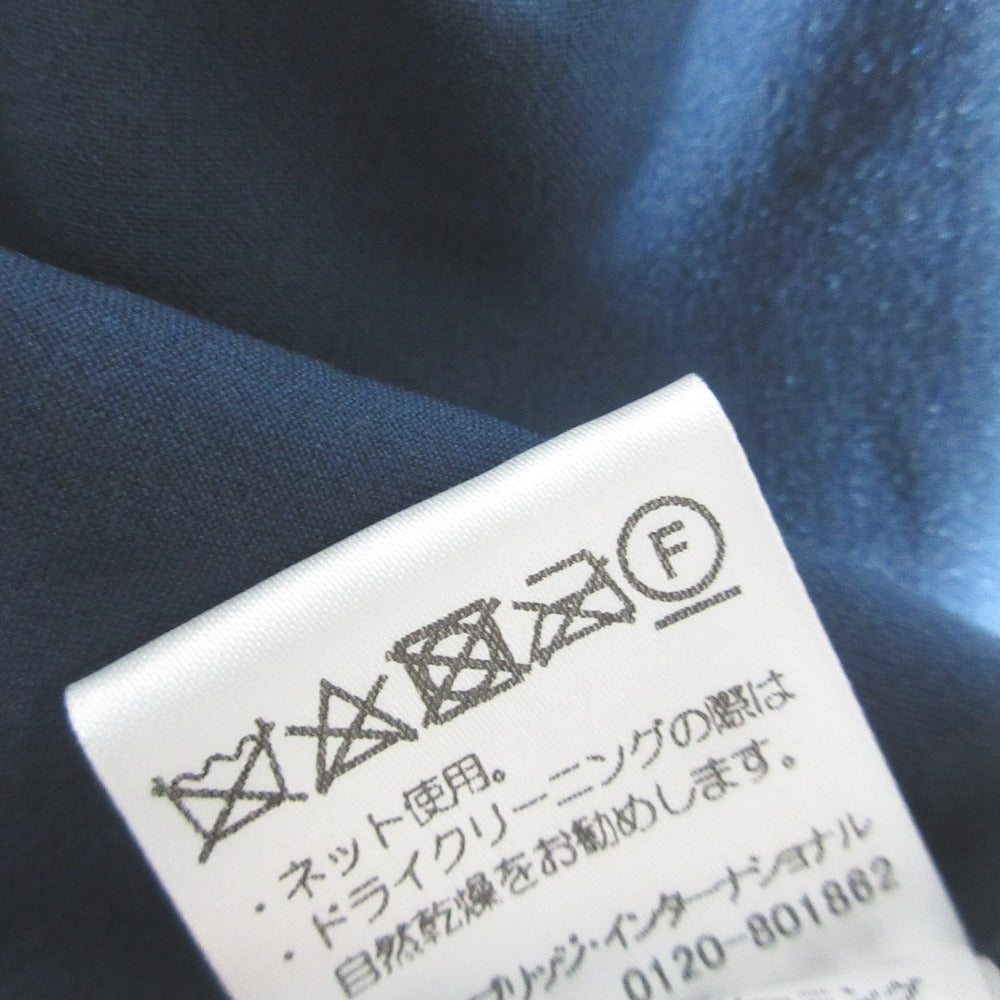 F
・ネット使用。
・ドライクリーニングの際は
自然乾燥をお勧めします。
ブリッジ・インターナショナル
0120-801862